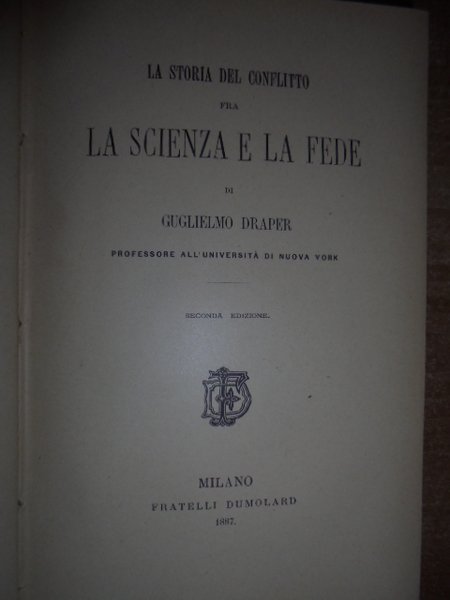 LA STORIA DEL CONFLITTO
FRA
LA SCIENZA E LA FEDE
DI
GUGLIELMO DRAPER
PROFESSORE ALL'UNIVERSITÀ DI NUOVA YORK
SECONDA EDIZIONE.
MILANO
FRATELLI DUMOLARD
1887.